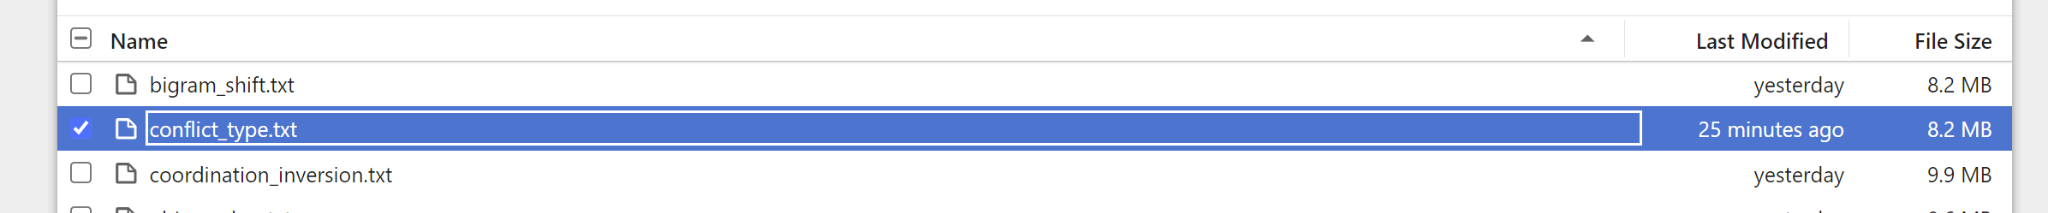 Name Last Modified File Size
bigram_shift.txt yesterday 8.2 MB
conflict_type.txt 25 minutes ago 8.2 MB
coordination_inversion.txt yesterday 9.9 MB